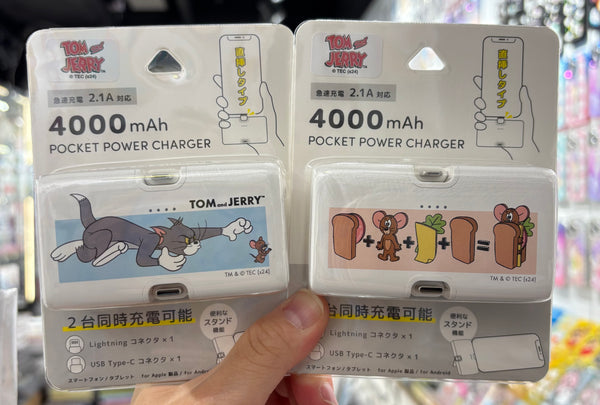 TOM and JERRY
© TEC (s24)
直挿しタイプ
急速充電 2.1A 対応
4000mAh
POCKET POWER CHARGER
TOM and JERRY™
TM & © TEC (s24)
2台同時充電可能
便利な
スタンド
機能
Lightning コネクタ × 1
USB Type-C コネクタ × 1
スマートフォン / タブレット for Apple 製品 / for Android
TOM and JERRY
© TEC (s24)
直挿しタイプ
急速充電 2.1A 対応
4000mAh
POCKET POWER CHARGER
+ + + =
TM & © TEC (s24)
台同時充電可能
便利な
スタンド
機能
Lightning コネクタ × 1
USB Type-C コネクタ × 1
スマートフォン / タブレット for Apple 製品 / for Android